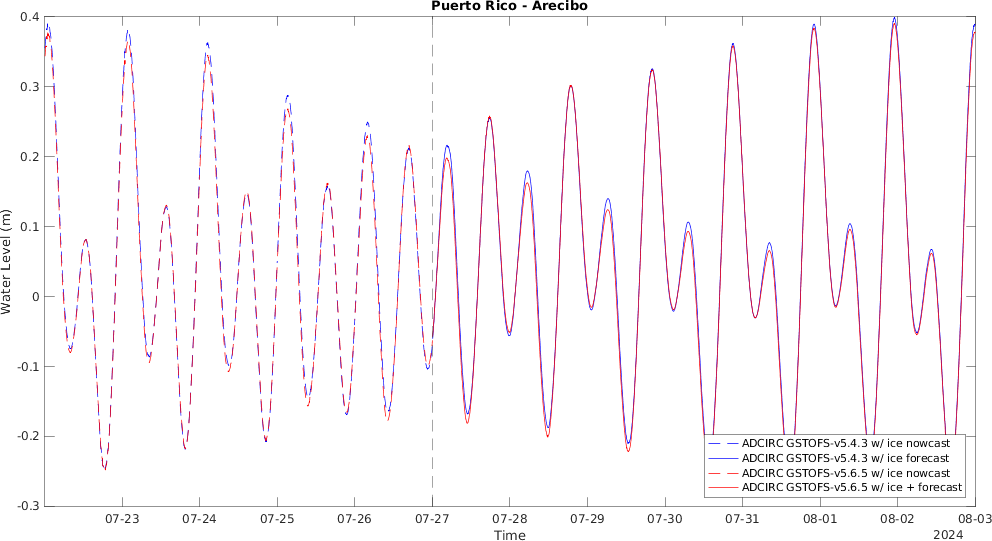 Puerto Rico - Arecibo
Water Level (m)
0.4
0.3
0.2
0.1
0
-0.1
-0.2
-0.3
ADCIRC GSTOFS-v5.4.3 w/ ice nowcast
ADCIRC GSTOFS-v5.4.3 w/ ice forecast
ADCIRC GSTOFS-v5.6.5 w/ ice nowcast
ADCIRC GSTOFS-v5.6.5 w/ ice + forecast
07-23 07-24 07-25 07-26 07-27 07-28 07-29 07-30 07-31 08-01 08-02 08-03
Time
2024